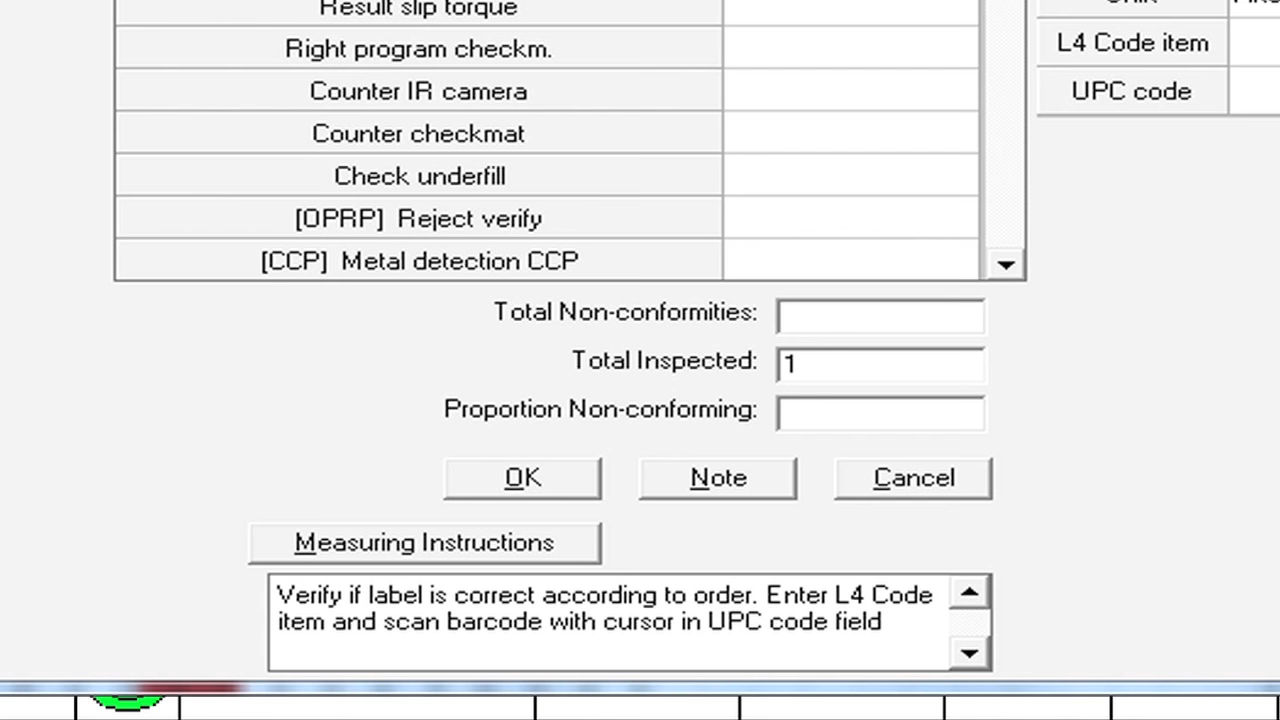 Result slip torque
Right program checkm.
L4 Code item
Counter IR camera
UPC code
Counter checkmat
Check underfill
[OPRP] Reject verify
[CCP] Metal detection CCP
Total Non-conformities:
Total Inspected: 1
Proportion Non-conforming:
OK Note Cancel
Measuring Instructions
Verify if label is correct according to order. Enter L4 Code
item and scan barcode with cursor in UPC code field